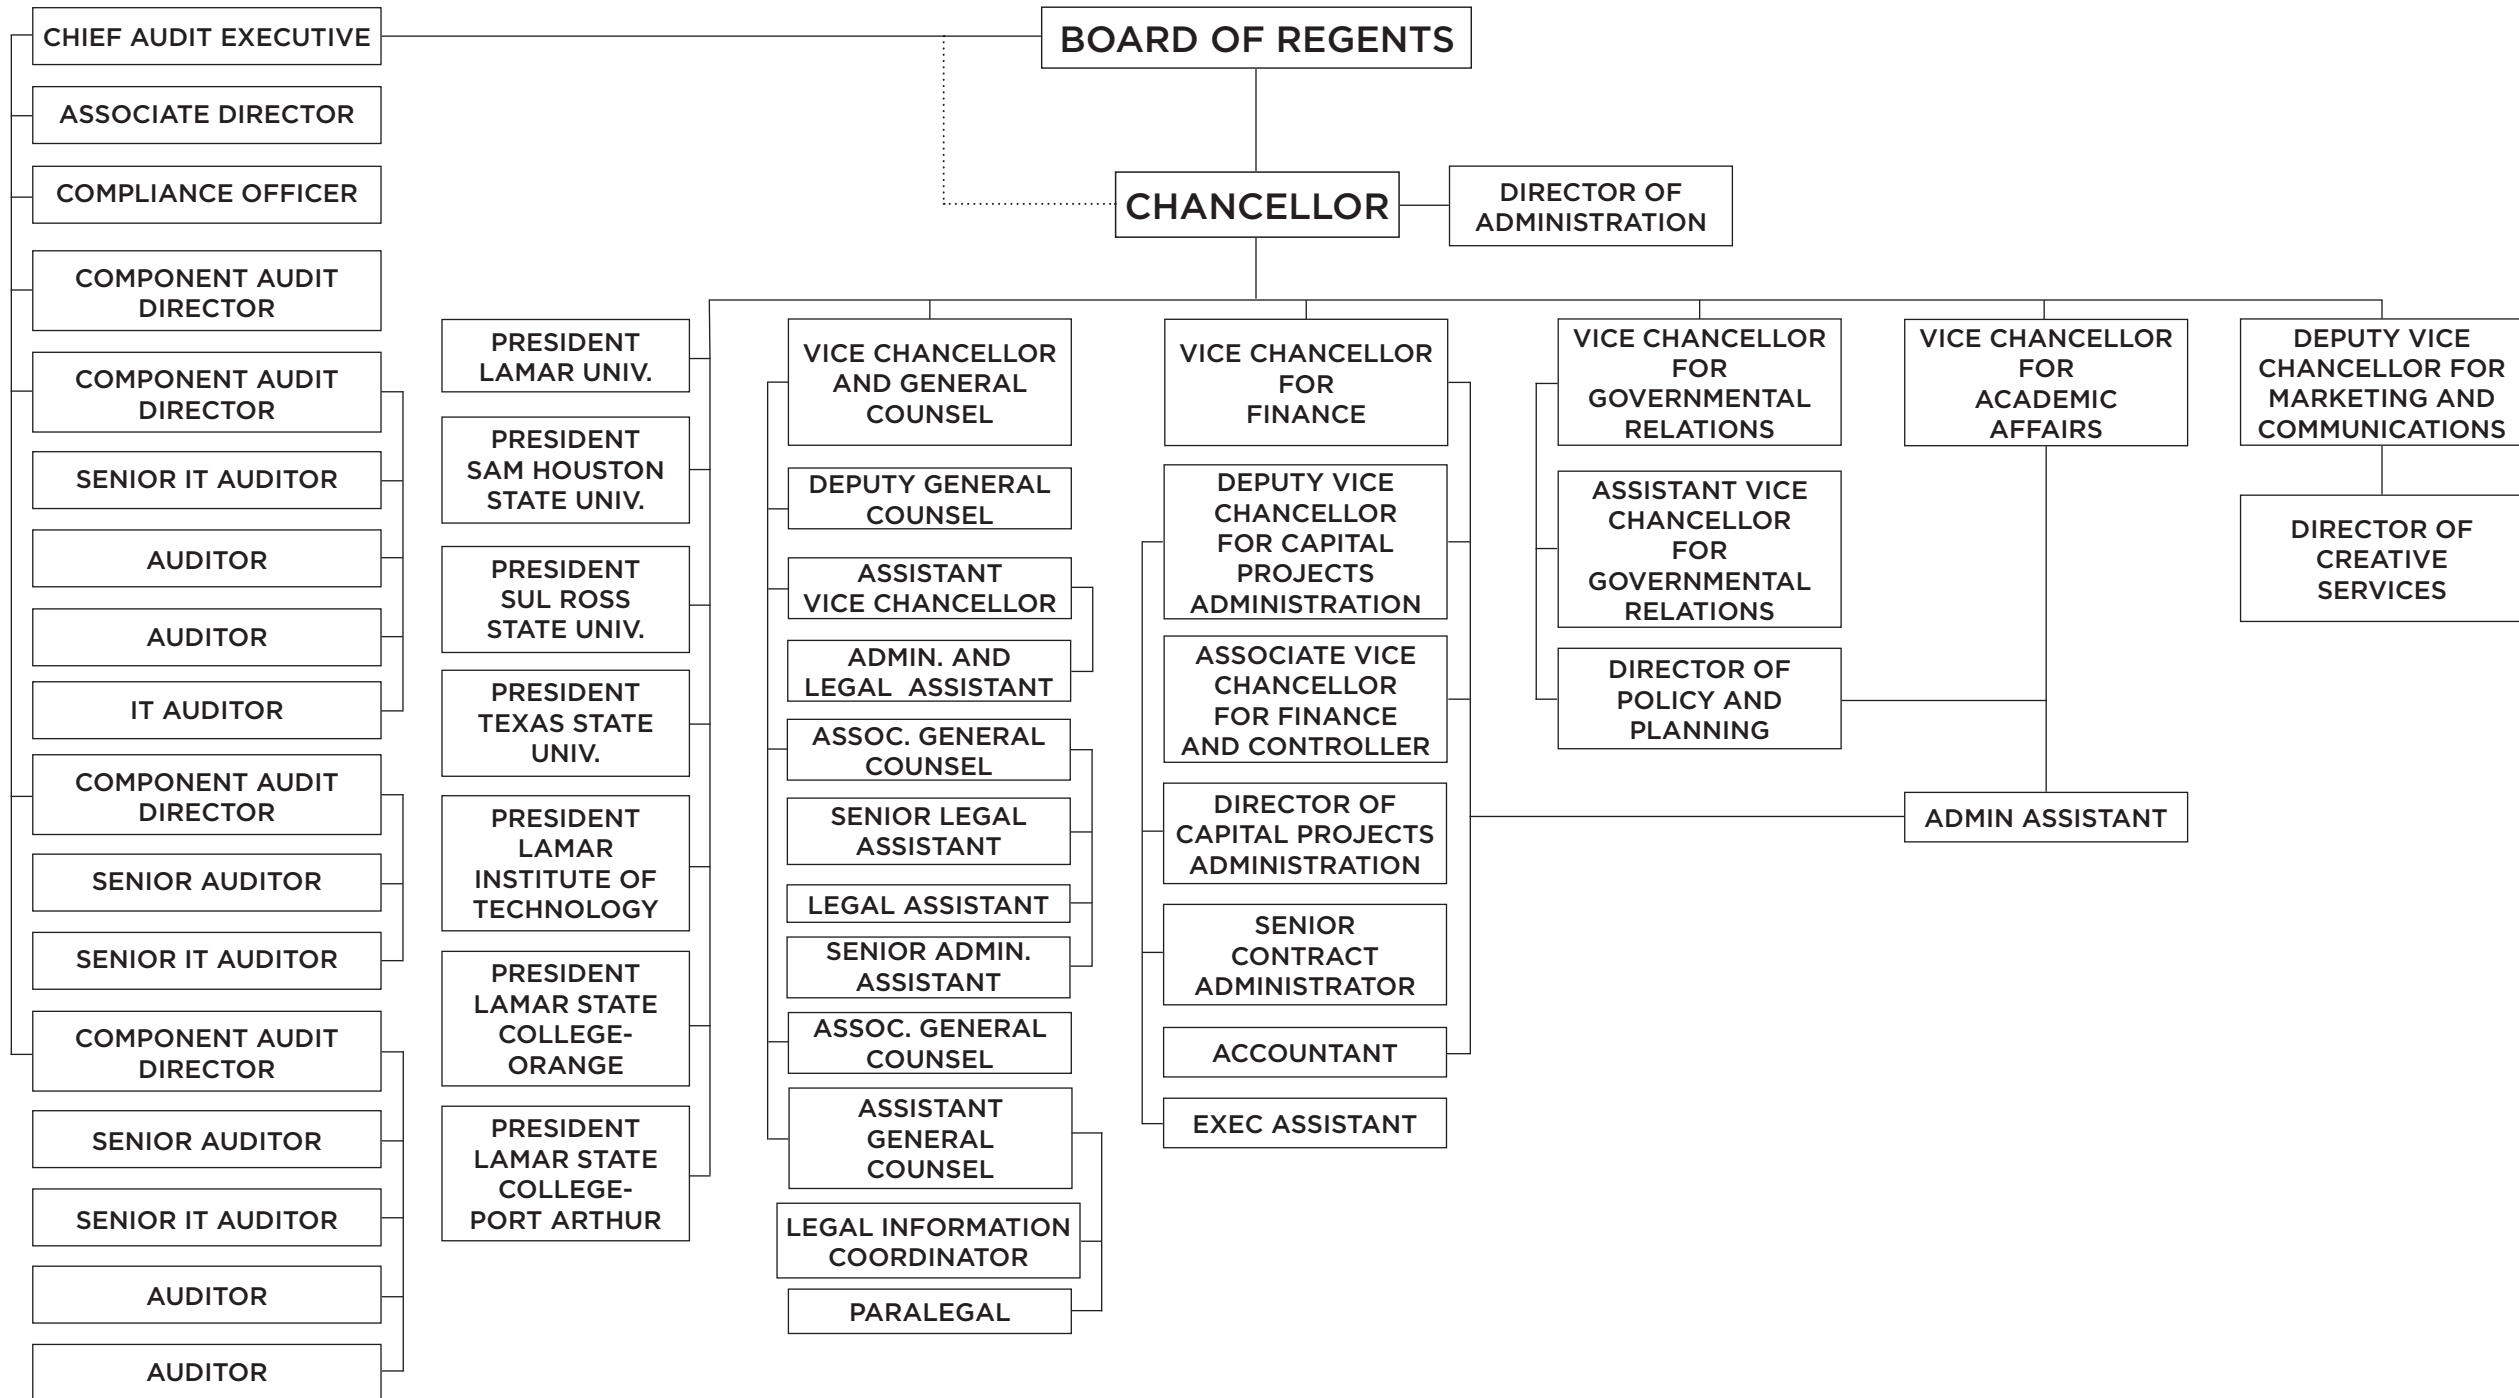 CHIEF AUDIT EXECUTIVE
BOARD OF REGENTS
ASSOCIATE DIRECTOR
COMPLIANCE OFFICER
CHANCELLOR
DIRECTOR OF
ADMINISTRATION
COMPONENT AUDIT
DIRECTOR
COMPONENT AUDIT
DIRECTOR
SENIOR IT AUDITOR
AUDITOR
AUDITOR
IT AUDITOR
COMPONENT AUDIT
DIRECTOR
SENIOR AUDITOR
SENIOR IT AUDITOR
COMPONENT AUDIT
DIRECTOR
SENIOR AUDITOR
SENIOR IT AUDITOR
AUDITOR
AUDITOR
PRESIDENT
LAMAR UNIV.
PRESIDENT
SAM HOUSTON
STATE UNIV.
PRESIDENT
SUL ROSS
STATE UNIV.
PRESIDENT
TEXAS STATE
UNIV.
PRESIDENT
LAMAR
INSTITUTE OF
TECHNOLOGY
PRESIDENT
LAMAR STATE
COLLEGE-
ORANGE
PRESIDENT
LAMAR STATE
COLLEGE-
PORT ARTHUR
VICE CHANCELLOR
AND GENERAL
COUNSEL
DEPUTY GENERAL
COUNSEL
ASSISTANT
VICE CHANCELLOR
ADMIN. AND
LEGAL ASSISTANT
ASSOC. GENERAL
COUNSEL
SENIOR LEGAL
ASSISTANT
LEGAL ASSISTANT
SENIOR ADMIN.
ASSISTANT
ASSOC. GENERAL
COUNSEL
ASSISTANT
GENERAL
COUNSEL
LEGAL INFORMATION
COORDINATOR
PARALEGAL
VICE CHANCELLOR
FOR
FINANCE
DEPUTY VICE
CHANCELLOR
FOR CAPITAL
PROJECTS
ADMINISTRATION
ASSOCIATE VICE
CHANCELLOR
FOR FINANCE
AND CONTROLLER
DIRECTOR OF
CAPITAL PROJECTS
ADMINISTRATION
SENIOR
CONTRACT
ADMINISTRATOR
ACCOUNTANT
EXEC ASSISTANT
VICE CHANCELLOR
FOR
GOVERNMENTAL
RELATIONS
ASSISTANT VICE
CHANCELLOR
FOR
GOVERNMENTAL
RELATIONS
DIRECTOR OF
POLICY AND
PLANNING
VICE CHANCELLOR
FOR
ACADEMIC
AFFAIRS
ADMIN ASSISTANT
DEPUTY VICE
CHANCELLOR FOR
MARKETING AND
COMMUNICATIONS
DIRECTOR OF
CREATIVE
SERVICES